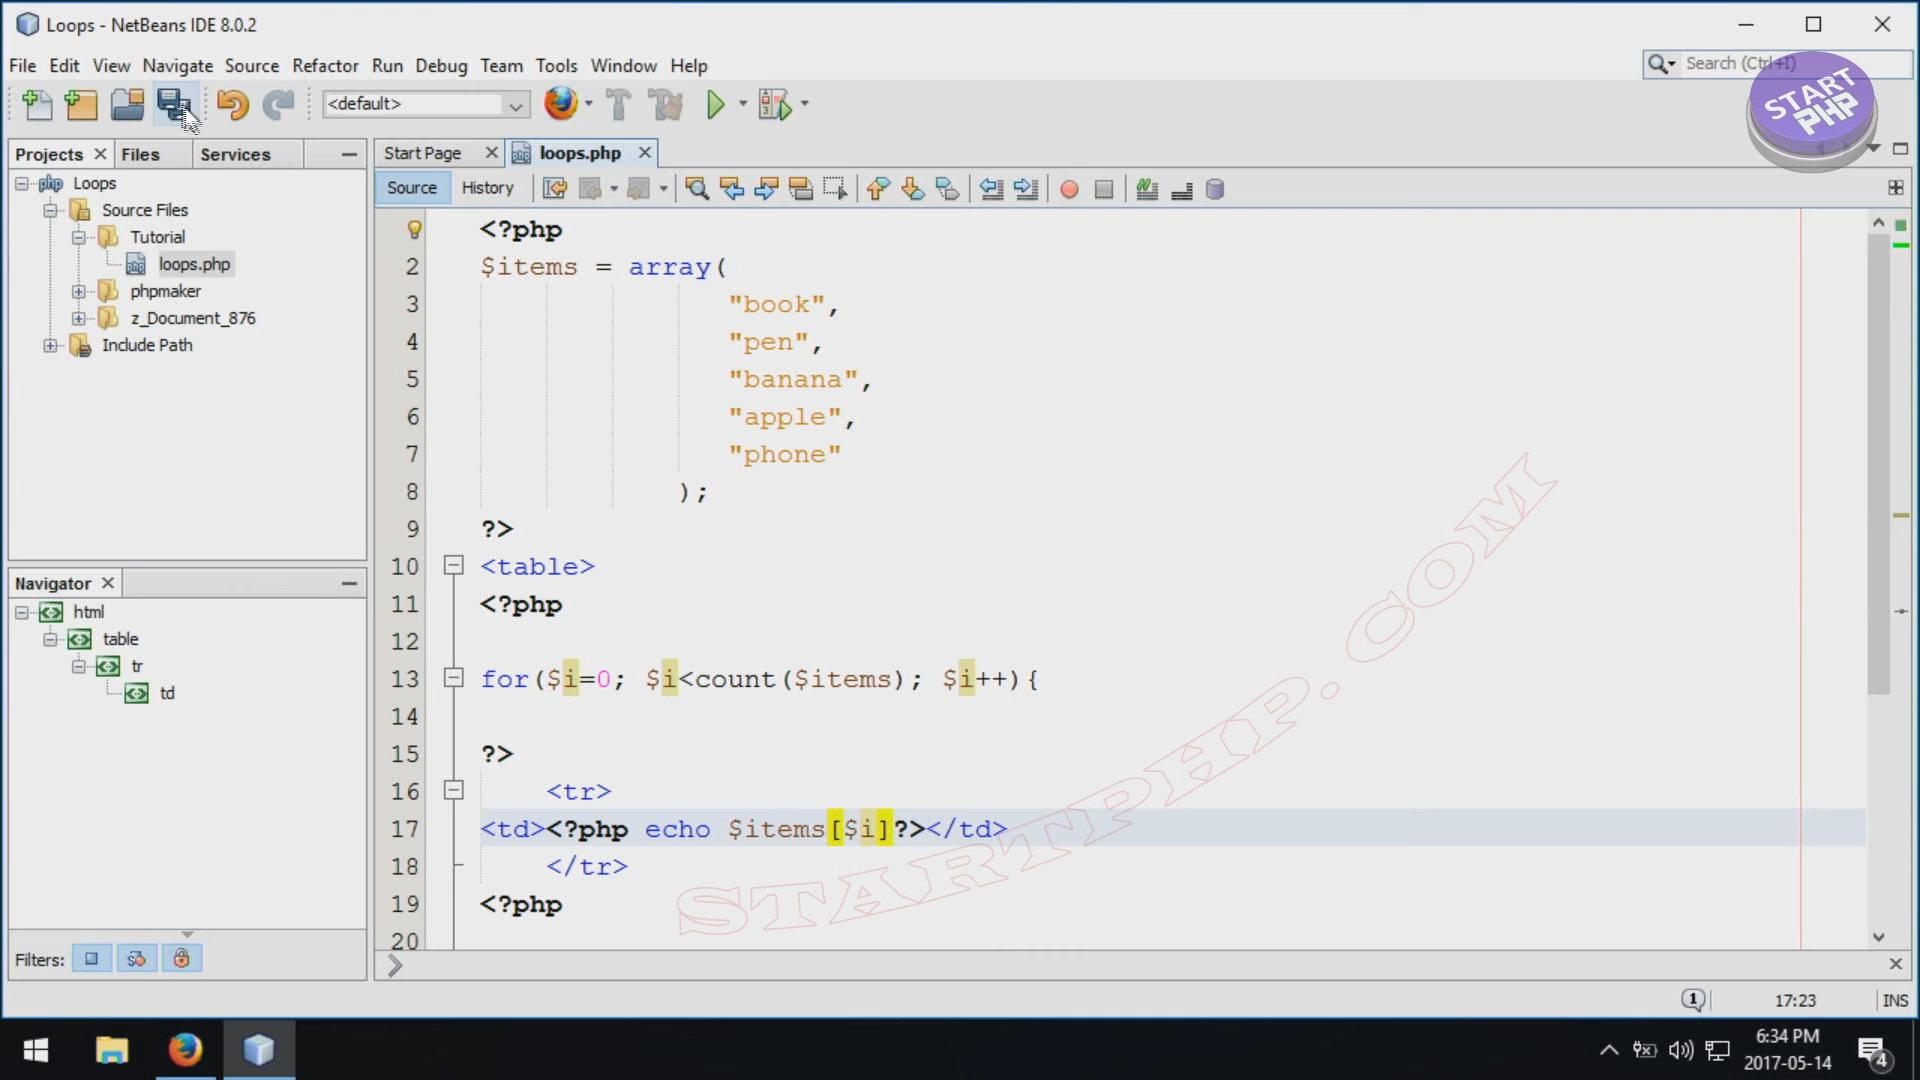 Loops - NetBeans IDE 8.0.2
File Edit View Navigate Source Refactor Run Debug Team Tools Window Help
Search (Ctrl+I)
START
PHP
<default>
Projects Files Services
Start Page loops.php
Source History
Loops
Source Files
Tutorial
loops.php
phpmaker
z_Document_876
Include Path
Navigator
html
table
tr
td
Filters:
<?php
2 $items = array(
3 "book",
4 "pen",
5 "banana",
6 "apple",
7 "phone"
8 );
9 ?>
10 <table>
11 <?php
12
13 for($i=0; $i<count($items); $i++){
14
15 ?>
16 <tr>
17 <td><?php echo $items[$i]?></td>
18 </tr>
19 <?php
20
STARTPHP.COM
1 17:23 INS
6:34 PM
2017-05-14
4